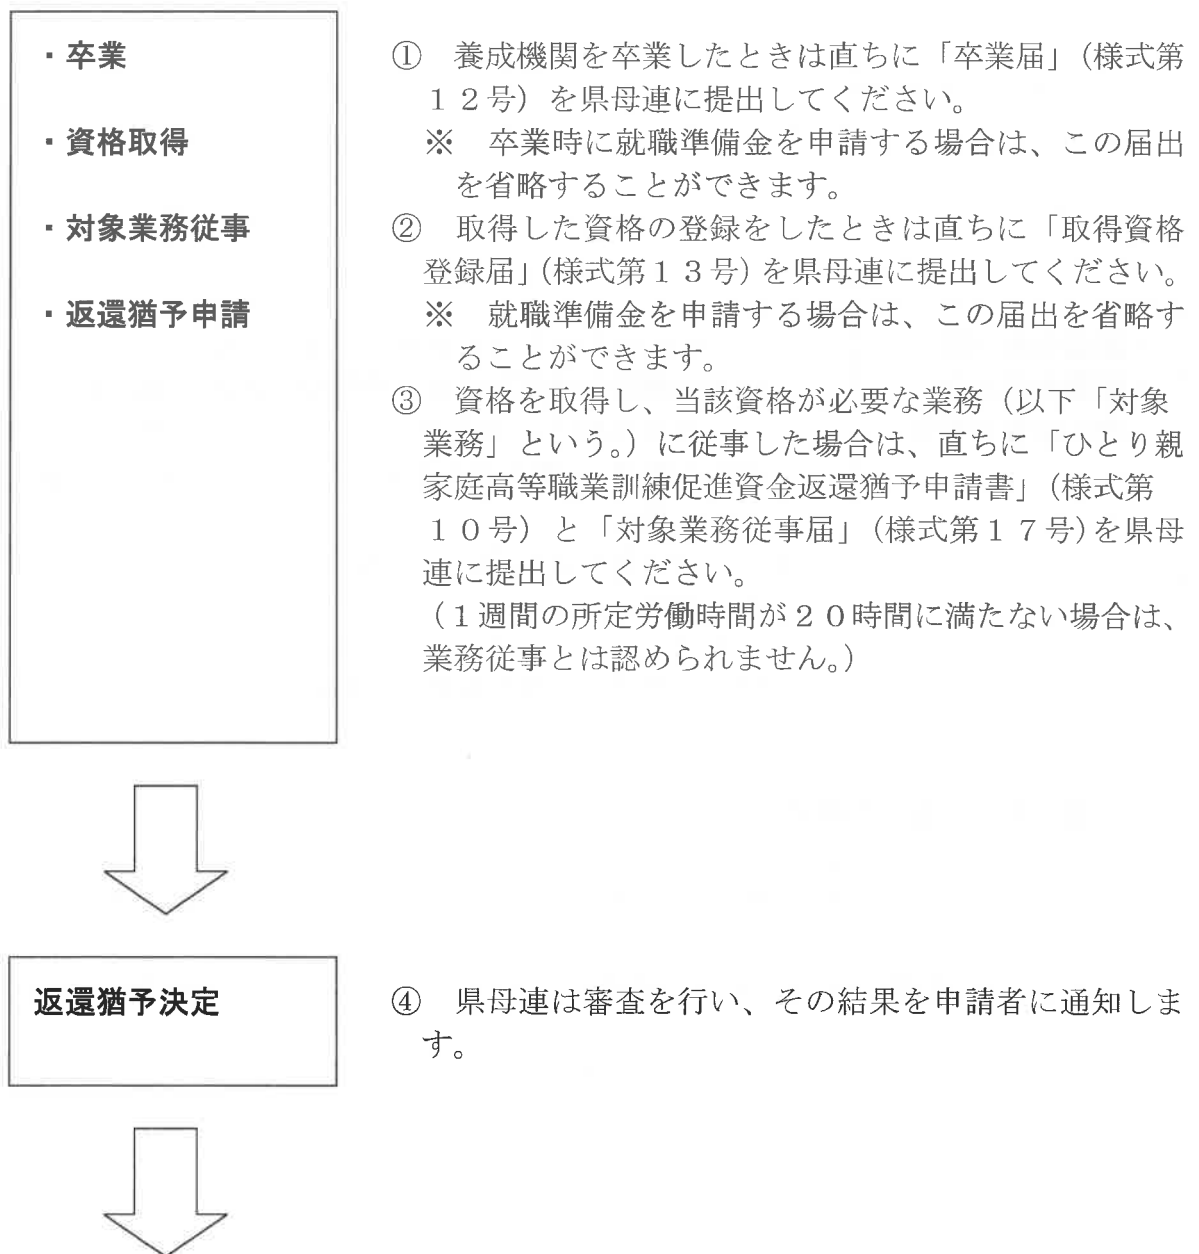 ・卒業
・資格取得
・対象業務従事
・返還猶予申請
① 養成機関を卒業したときは直ちに「卒業届」(様式第
１２号)を県母連に提出してください。
※ 卒業時に就職準備金を申請する場合は、この届出
を省略することができます。
② 取得した資格の登録をしたときは直ちに「取得資格
登録届」(様式第１３号)を県母連に提出してください。
※ 就職準備金を申請する場合は、この届出を省略す
ることができます。
③ 資格を取得し、当該資格が必要な業務(以下「対象
業務」という。)に従事した場合は、直ちに「ひとり親
家庭高等職業訓練促進資金返還猶予申請書」(様式第
１０号)と「対象業務従事届」(様式第１７号)を県母
連に提出してください。
(１週間の所定労働時間が２０時間に満たない場合は、
業務従事とは認められません。)
返還猶予決定
④ 県母連は審査を行い、その結果を申請者に通知しま
す。